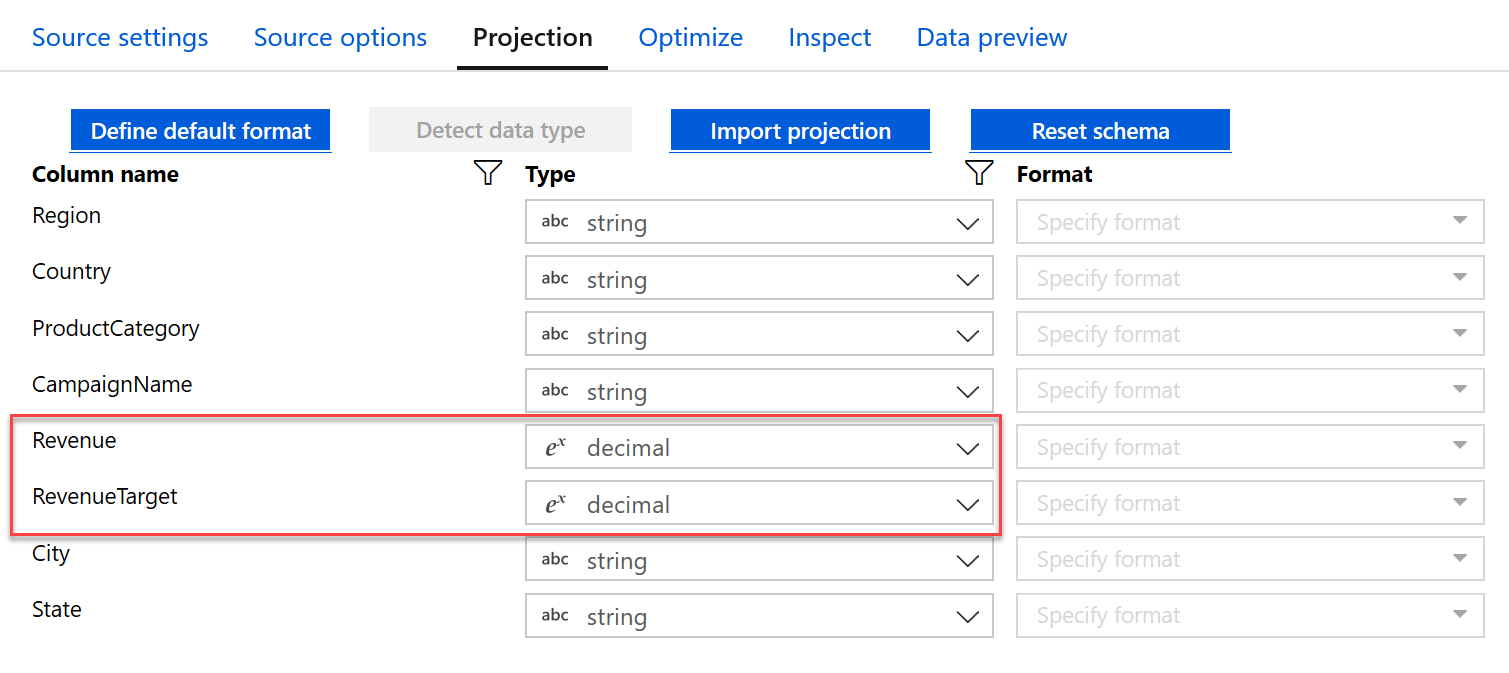 Source settings Source options Projection Optimize Inspect Data preview
Define default format Detect data type Import projection Reset schema
Column name Type Format
Region abc string Specify format
Country abc string Specify format
ProductCategory abc string Specify format
CampaignName abc string Specify format
Revenue eˣ decimal Specify format
RevenueTarget eˣ decimal Specify format
City abc string Specify format
State abc string Specify format